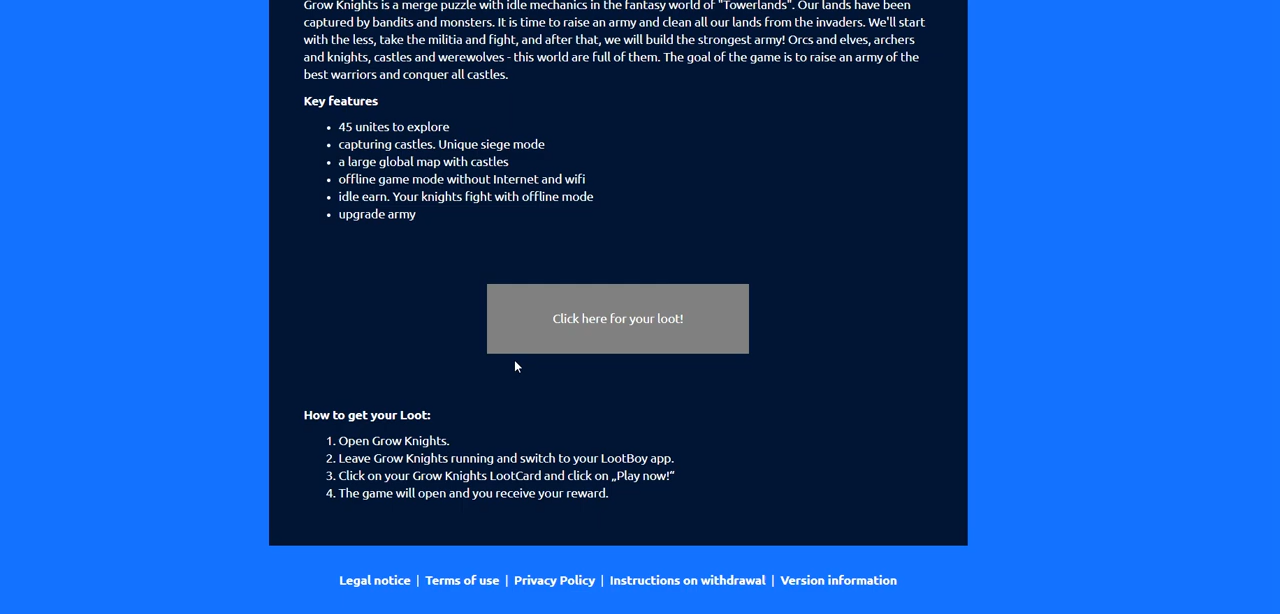 Grow Knights is a merge puzzle with idle mechanics in the fantasy world of "Towerlands". Our lands have been
captured by bandits and monsters. It is time to raise an army and clean all our lands from the invaders. We'll start
with the less, take the militia and fight, and after that, we will build the strongest army! Orcs and elves, archers
and knights, castles and werewolves - this world are full of them. The goal of the game is to raise an army of the
best warriors and conquer all castles.
Key features
• 45 unites to explore
• capturing castles. Unique siege mode
• a large global map with castles
• offline game mode without Internet and wifi
• idle earn. Your knights fight with offline mode
• upgrade army
Click here for your loot!
How to get your Loot:
1. Open Grow Knights.
2. Leave Grow Knights running and switch to your LootBoy app.
3. Click on your Grow Knights LootCard and click on „Play now!“
4. The game will open and you receive your reward.
Legal notice | Terms of use | Privacy Policy | Instructions on withdrawal | Version information